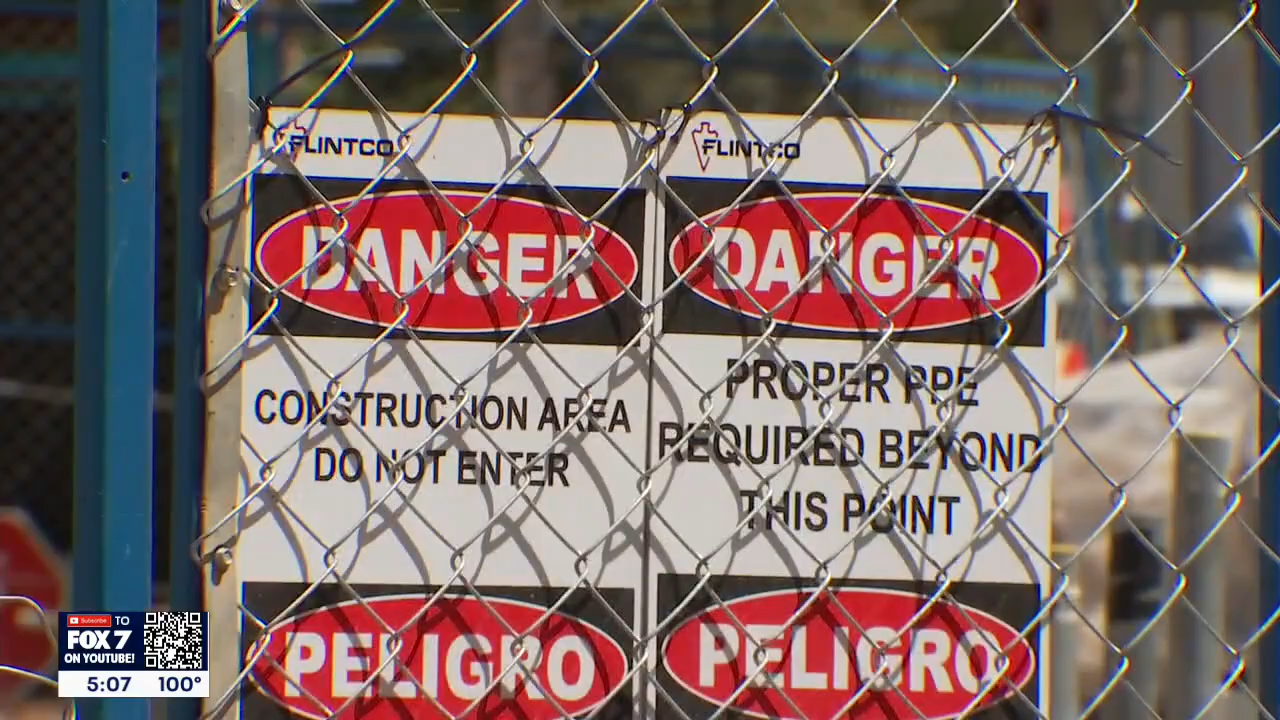 FLINTCO
DANGER
CONSTRUCTION AREA
DO NOT ENTER
PELIGRO
FLINTCO
DANGER
PROPER PPE
REQUIRED BEYOND
THIS POINT
PELIGRO
Subscribe TO
FOX 7
ON YOUTUBE!
5:07 100°